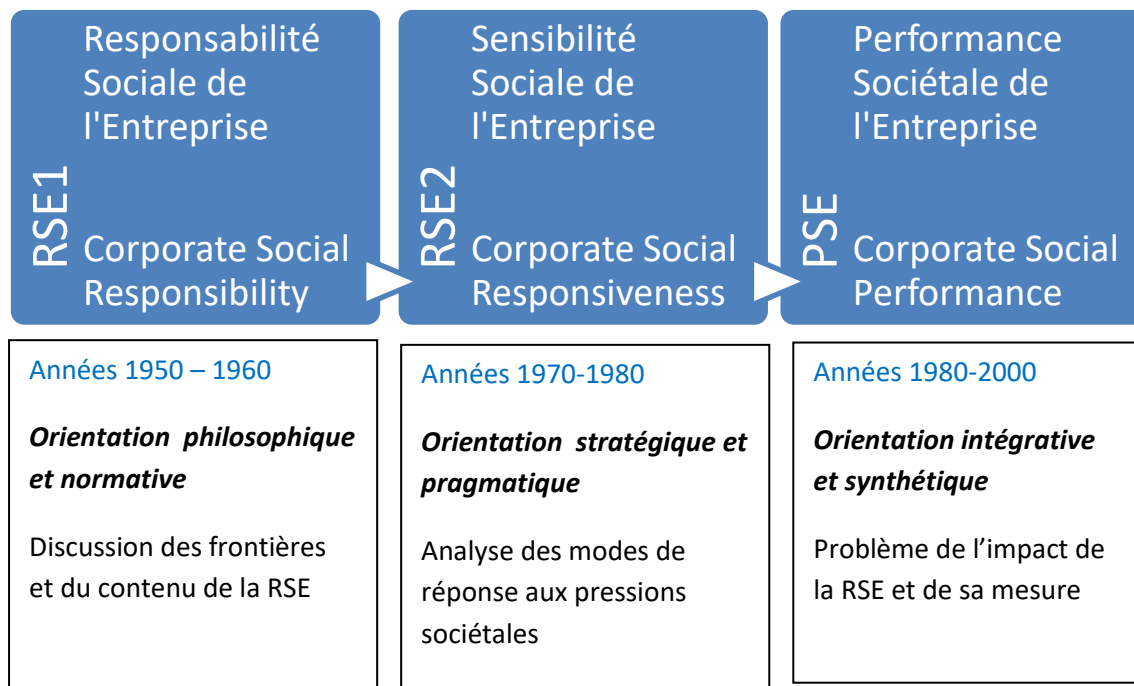 RSE1
Responsabilité
Sociale de
l'Entreprise
Corporate Social
Responsibility
RSE2
Sensibilité
Sociale de
l'Entreprise
Corporate Social
Responsiveness
PSE
Performance
Sociétale de
l'Entreprise
Corporate Social
Performance
Années 1950 – 1960
Orientation philosophique
et normative
Discussion des frontières
et du contenu de la RSE
Années 1970-1980
Orientation stratégique et
pragmatique
Analyse des modes de
réponse aux pressions
sociétales
Années 1980-2000
Orientation intégrative
et synthétique
Problème de l’impact de
la RSE et de sa mesure